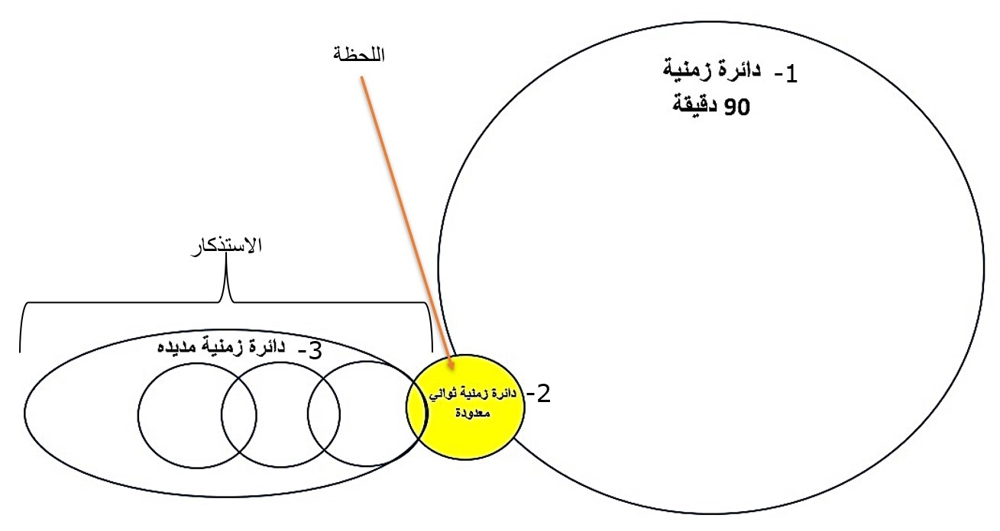 اللحظة
1- دائرة زمنية
90 دقيقة
الاستذكار
3- دائرة زمنية مديده
2- دائرة زمنية ثواني
معدودة